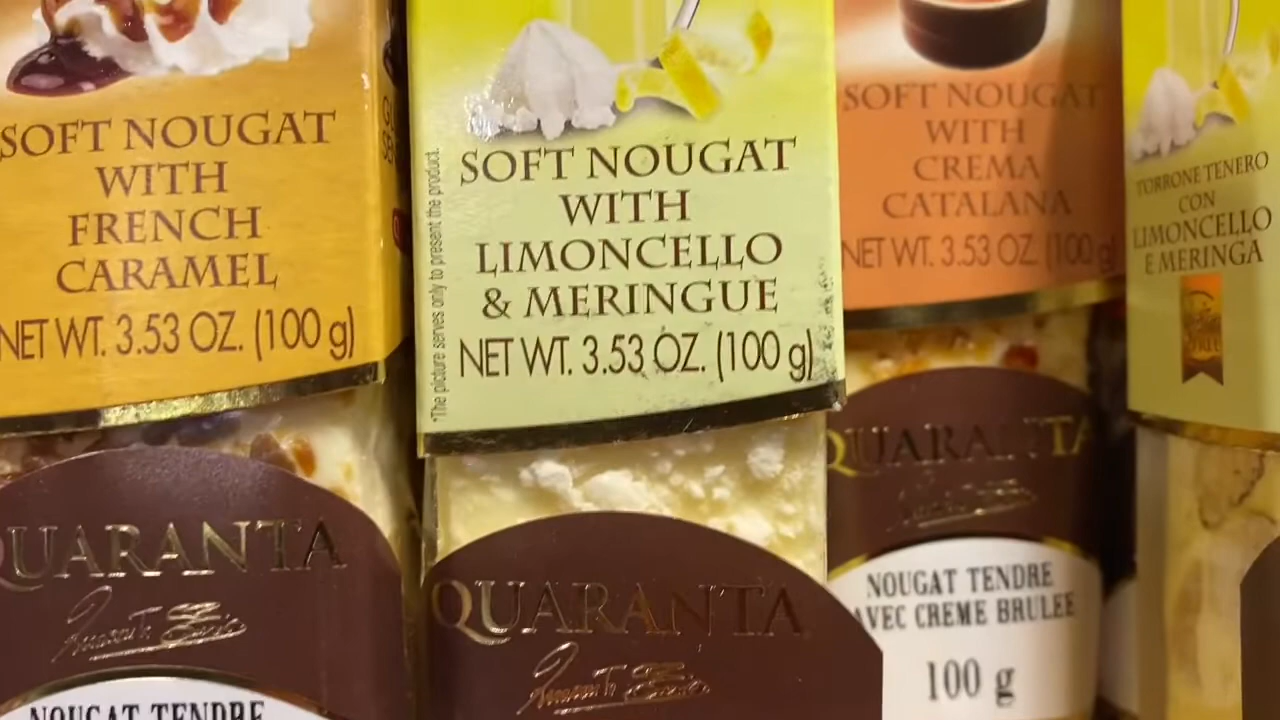 SOFT NOUGAT
WITH
FRENCH
CARAMEL
NET WT. 3.53 OZ. (100 g)
QUARANTA
NOUGAT TENDRE
*The picture serves only to present the product.
SOFT NOUGAT
WITH
LIMONCELLO
& MERINGUE
NET WT. 3.53 OZ. (100 g)
QUARANTA
SOFT NOUGAT
WITH
CREMA
CATALANA
NET WT. 3.53 OZ. (100 g)
QUARANTA
NOUGAT TENDRE
AVEC CREME BRULEE
100 g
TORRONE TENERO
CON
LIMONCELLO
E MERINGA